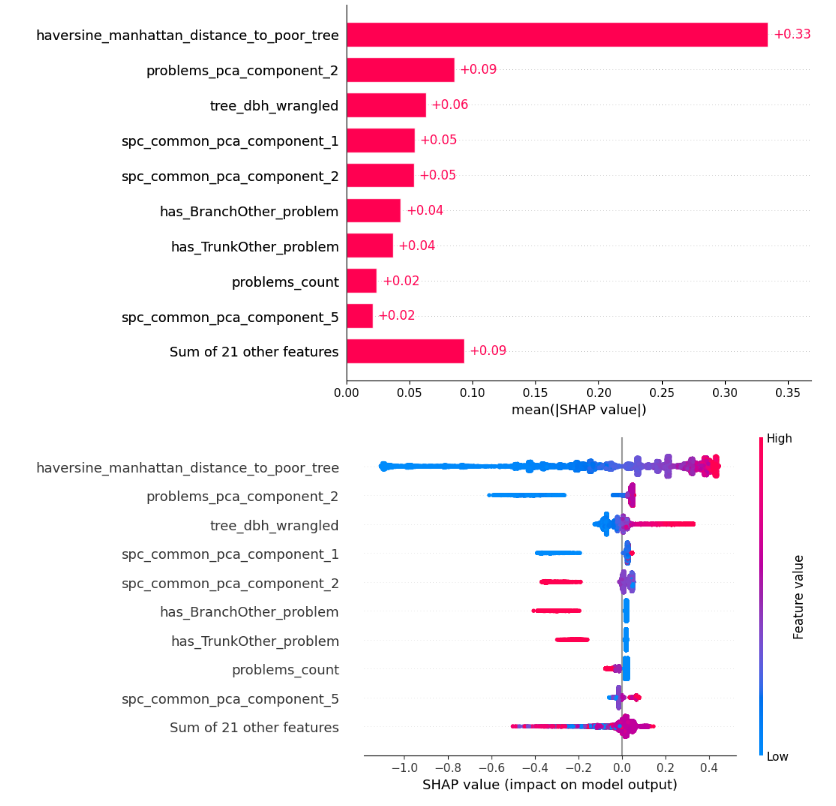 haversine_manhattan_distance_to_poor_tree +0.33
problems_pca_component_2 +0.09
tree_dbh_wrangled +0.06
spc_common_pca_component_1 +0.05
spc_common_pca_component_2 +0.05
has_BranchOther_problem +0.04
has_TrunkOther_problem +0.04
problems_count +0.02
spc_common_pca_component_5 +0.02
Sum of 21 other features +0.09
0.00 0.05 0.10 0.15 0.20 0.25 0.30 0.35
mean(|SHAP value|)
High
haversine_manhattan_distance_to_poor_tree
problems_pca_component_2
tree_dbh_wrangled
spc_common_pca_component_1
spc_common_pca_component_2
has_BranchOther_problem
has_TrunkOther_problem
problems_count
spc_common_pca_component_5
Sum of 21 other features
Feature value
Low
−1.0 −0.8 −0.6 −0.4 −0.2 0.0 0.2 0.4
SHAP value (impact on model output)